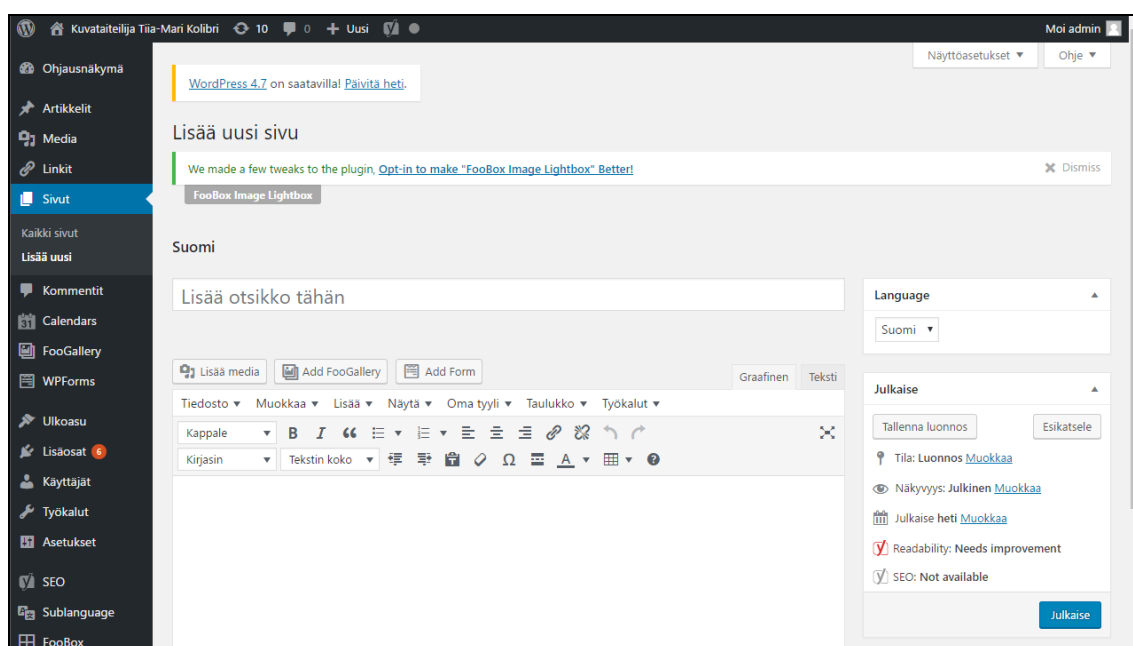 Kuvataiteilija Tiia-Mari Kolibri 10 0 Uusi Moi admin
Näyttöasetukset Ohje
Ohjausnäkymä
Artikkelit
Media
Linkit
Sivut
Kaikki sivut
Lisää uusi
Kommentit
Calendars
FooGallery
WPForms
Ulkoasu
Lisäosat 6
Käyttäjät
Työkalut
Asetukset
SEO
Sublanguage
FooBox
WordPress 4.7 on saatavilla! Päivitä heti.
Lisää uusi sivu
We made a few tweaks to the plugin, Opt-in to make "FooBox Image Lightbox" Better! Dismiss
FooBox Image Lightbox
Suomi
Lisää otsikko tähän
Lisää media Add FooGallery Add Form Graafinen Teksti
Tiedosto Muokkaa Lisää Näytä Oma tyyli Taulukko Työkalut
Kappale B I
Kirjasin Tekstin koko Ω A
Language
Suomi
Julkaise
Tallenna luonnos Esikatsele
Tila: Luonnos Muokkaa
Näkyvyys: Julkinen Muokkaa
Julkaise heti Muokkaa
Readability: Needs improvement
SEO: Not available
Julkaise